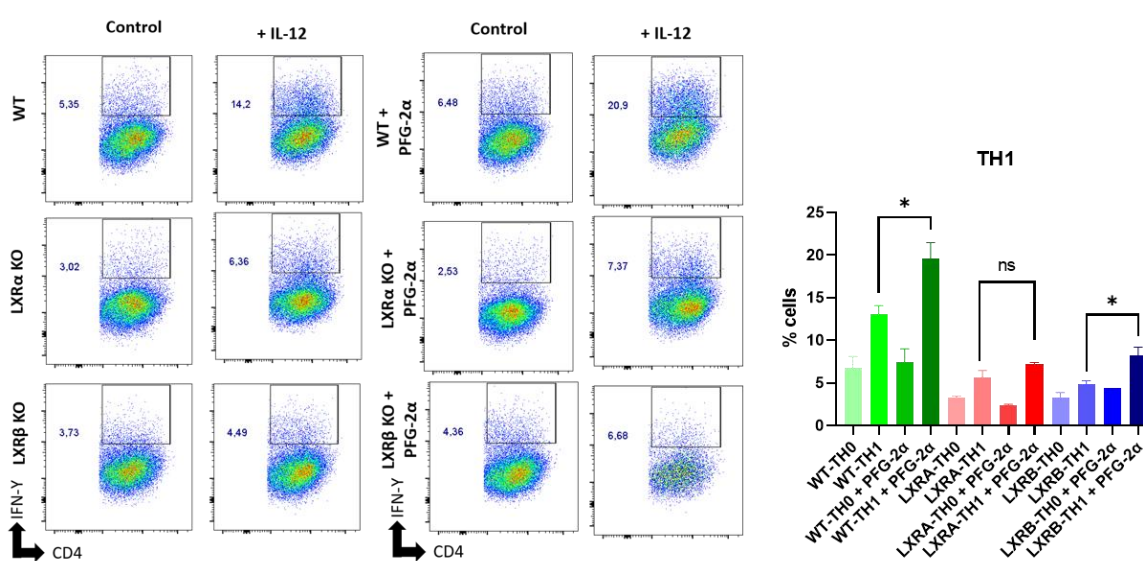 Control
+ IL-12
Control
+ IL-12
WT
5,35
14,2
WT +
PFG-2α
6,48
20,9
LXRα KO
3,02
6,36
LXRα KO +
PFG-2α
2,53
7,37
LXRβ KO
3,73
4,49
LXRβ KO +
PFG-2α
4,36
6,68
IFN-Y
CD4
IFN-Y
CD4
TH1
% cells
25
20
15
10
5
0
*
ns
*
WT-TH0
WT-TH1
WT-TH0 + PFG-2α
WT-TH1 + PFG-2α
LXRA-TH0
LXRA-TH1
LXRA-TH0 + PFG-2α
LXRA-TH1 + PFG-2α
LXRB-TH0
LXRB-TH1
LXRB-TH0 + PFG-2α
LXRB-TH1 + PFG-2α